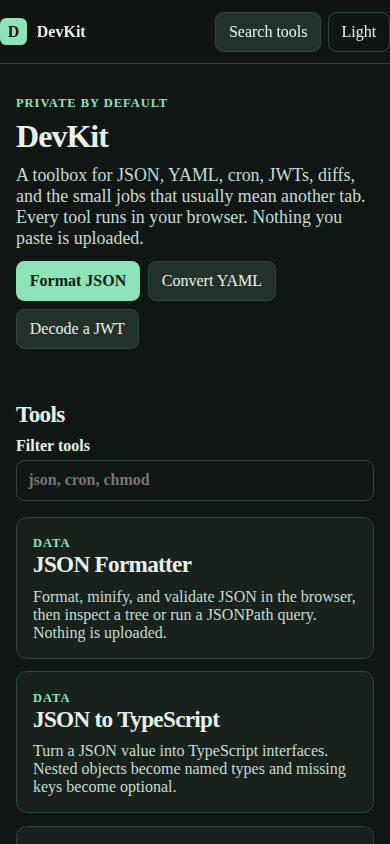 D DevKit Search tools Light
PRIVATE BY DEFAULT
DevKit
A toolbox for JSON, YAML, cron, JWTs, diffs,
and the small jobs that usually mean another tab.
Every tool runs in your browser. Nothing you
paste is uploaded.
Format JSON Convert YAML
Decode a JWT
Tools
Filter tools
json, cron, chmod
DATA
JSON Formatter
Format, minify, and validate JSON in the browser,
then inspect a tree or run a JSONPath query.
Nothing is uploaded.
DATA
JSON to TypeScript
Turn a JSON value into TypeScript interfaces.
Nested objects become named types and missing
keys become optional.